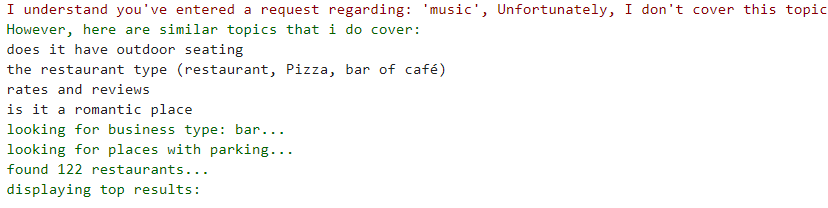 I understand you've entered a request regarding: 'music', Unfortunately, I don't cover this topic
However, here are similar topics that i do cover:
does it have outdoor seating
the restaurant type (restaurant, Pizza, bar of café)
rates and reviews
is it a romantic place
looking for business type: bar...
looking for places with parking...
found 122 restaurants...
displaying top results: